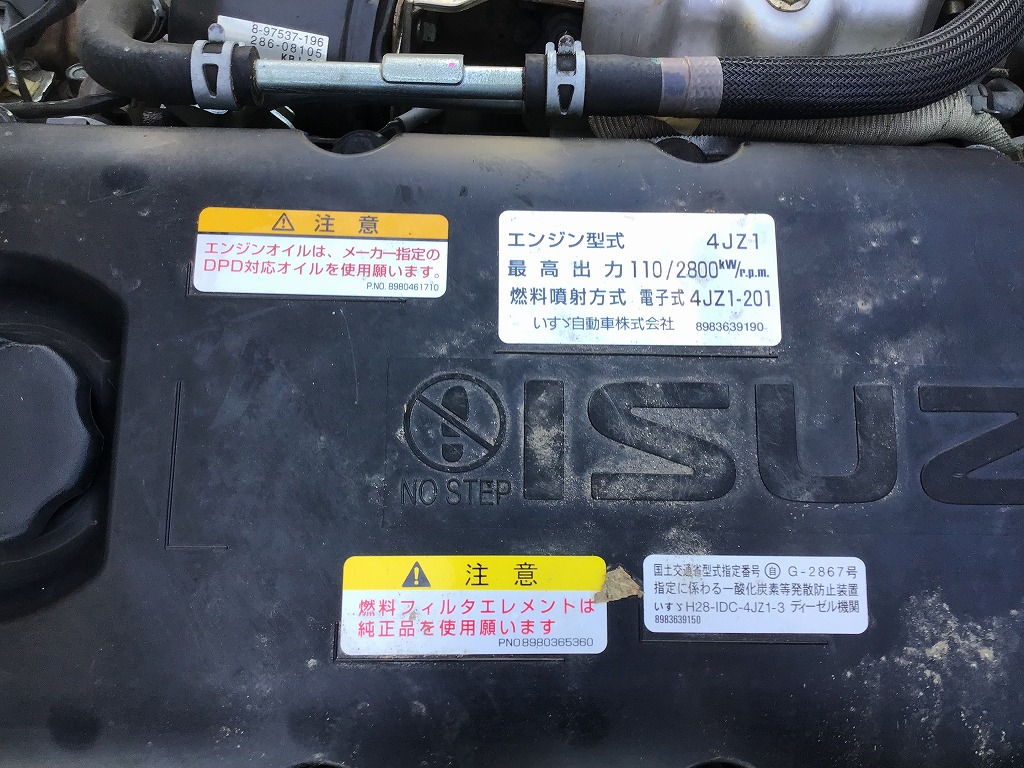 8-97537-196
286-08105
注意
エンジンオイルは、メーカー指定の
DPD対応オイルを使用願います。
P.NO. 8980461710
エンジン型式 4JZ1
最高出力 110/2800kW/r.p.m.
燃料噴射方式 電子式 4JZ1-201
いすゞ自動車株式会社 8983639190
NO STEP
ISUZ
注意
燃料フィルタエレメントは
純正品を使用願います
PNO.8980365360
国土交通省型式指定番号 自 G-2867号
指定に係わる一酸化炭素等発散防止装置
いすゞH28-IDC-4JZ1-3 ディーゼル機関
8983639150